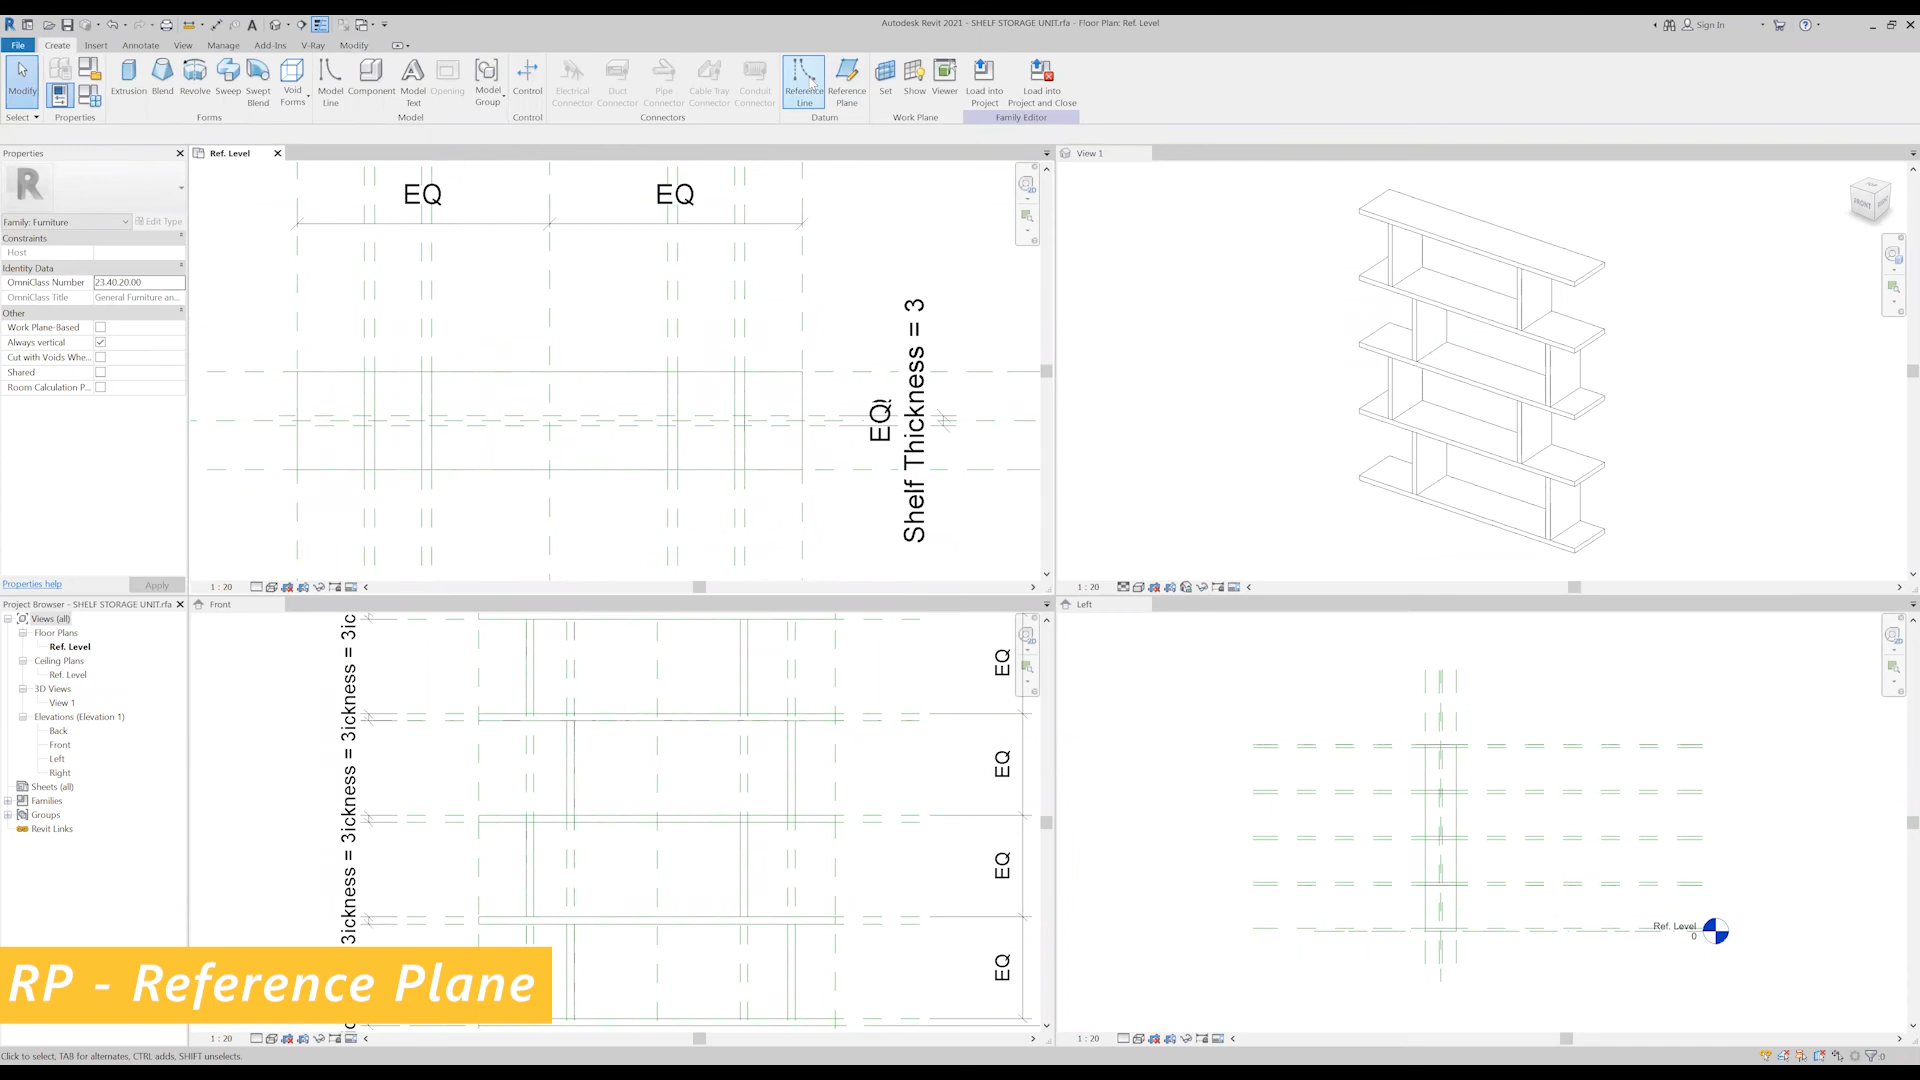 Autodesk Revit 2021 - SHELF STORAGE UNIT.rfa - Floor Plan: Ref. Level
Sign In
File Create Insert Annotate View Manage Add-Ins V-Ray Modify
Modify
Extrusion Blend Revolve Sweep Swept Blend Void Forms
Model Line Component Model Text Opening Model Group
Control
Electrical Connector Duct Connector Pipe Connector Cable Tray Connector Conduit Connector
Reference Line Reference Plane
Set Show Viewer
Load into Project Load into Project and Close
Select Properties Forms Model Control Connectors Datum Work Plane Family Editor
Properties
R
Family: Furniture Edit Type
Constraints
Host
Identity Data
OmniClass Number 23.40.20.00
OmniClass Title General Furniture an...
Other
Work Plane-Based
Always vertical
Cut with Voids Whe...
Shared
Room Calculation P...
Properties help Apply
Project Browser - SHELF STORAGE UNIT.rfa
Views (all)
Floor Plans
Ref. Level
Ceiling Plans
Ref. Level
3D Views
View 1
Elevations (Elevation 1)
Back
Front
Left
Right
Sheets (all)
Families
Groups
Revit Links
Ref. Level
EQ EQ
EQ
Shelf Thickness = 3
1 : 20
View 1
TOP
FRONT
RIGHT
1 : 20
Front
3ickness = 3ickness = 3ickness = 3ic
EQ
EQ
EQ
EQ
1 : 20
Left
Ref. Level
0
1 : 20
RP - Reference Plane
Click to select, TAB for alternates, CTRL adds, SHIFT unselects.
:0